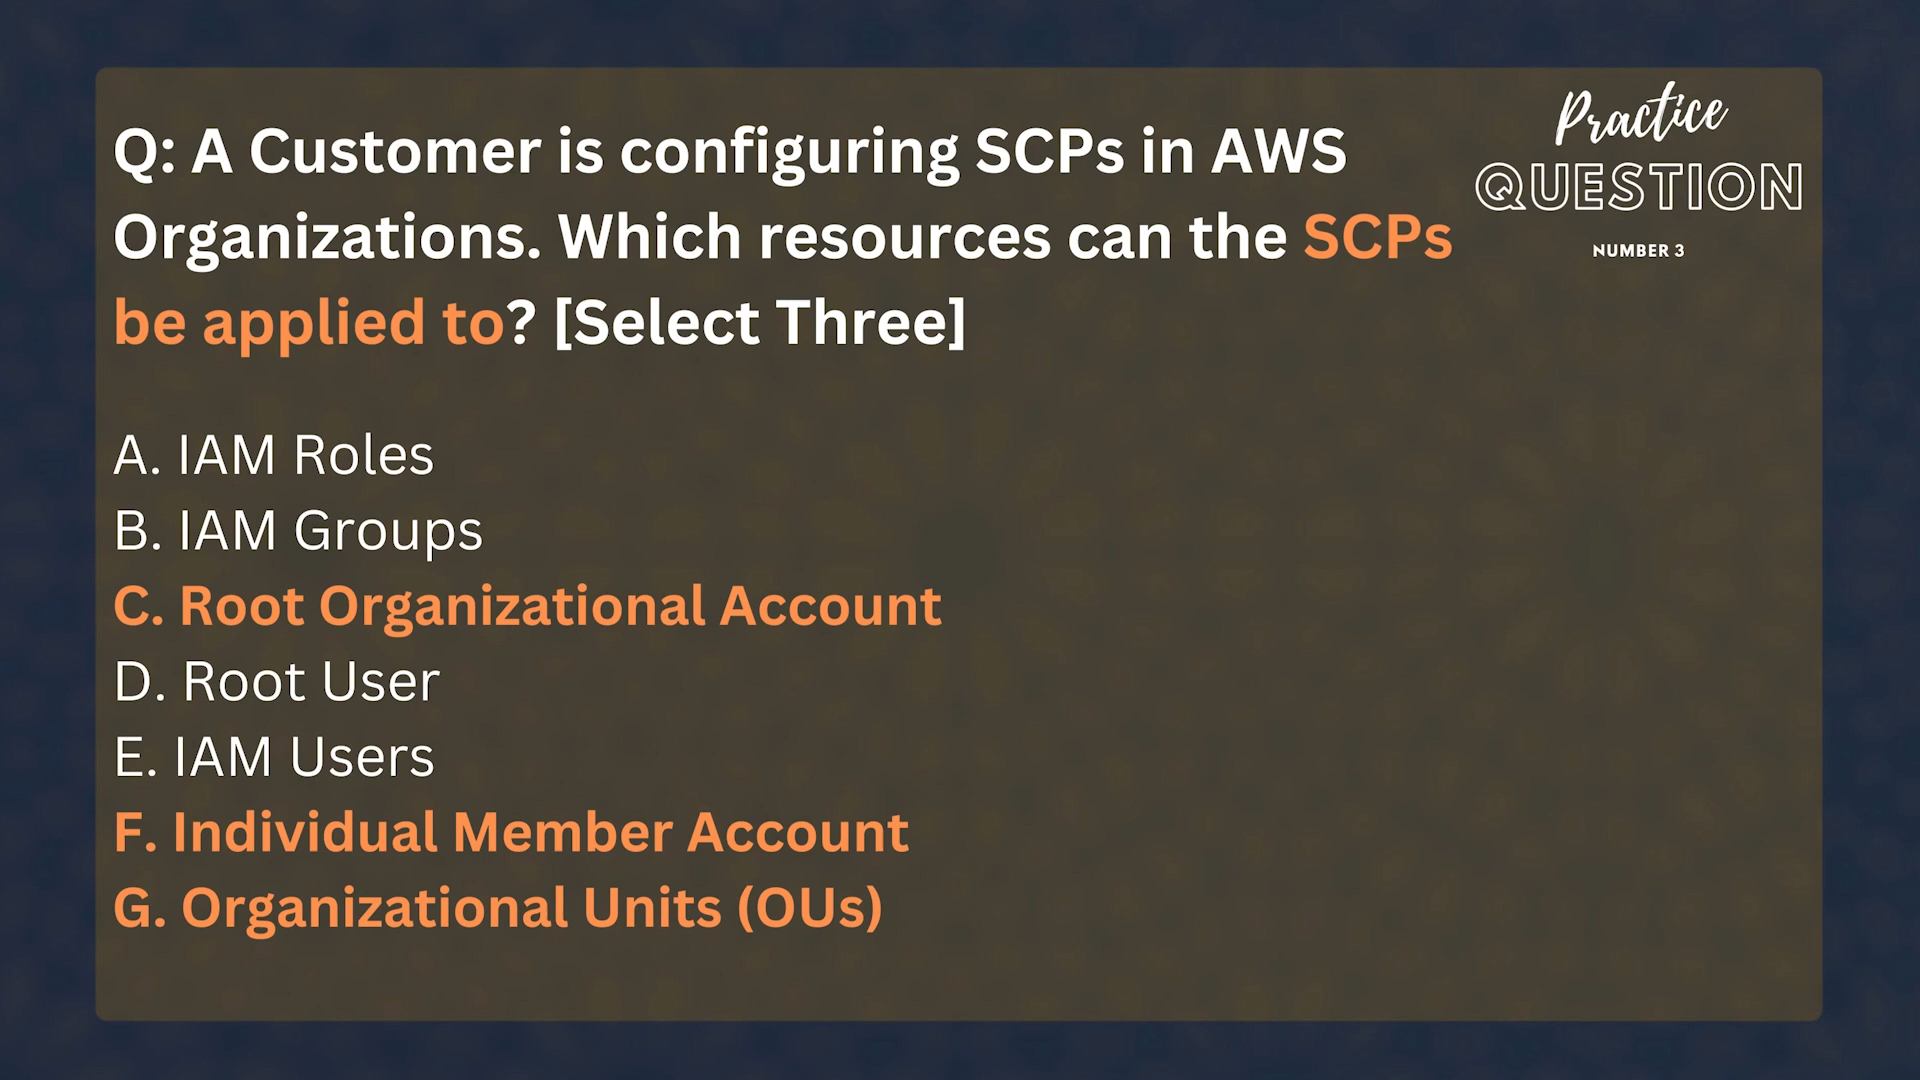 Practice
QUESTION
NUMBER 3
Q: A Customer is configuring SCPs in AWS
Organizations. Which resources can the SCPs
be applied to? [Select Three]
A. IAM Roles
B. IAM Groups
C. Root Organizational Account
D. Root User
E. IAM Users
F. Individual Member Account
G. Organizational Units (OUs)